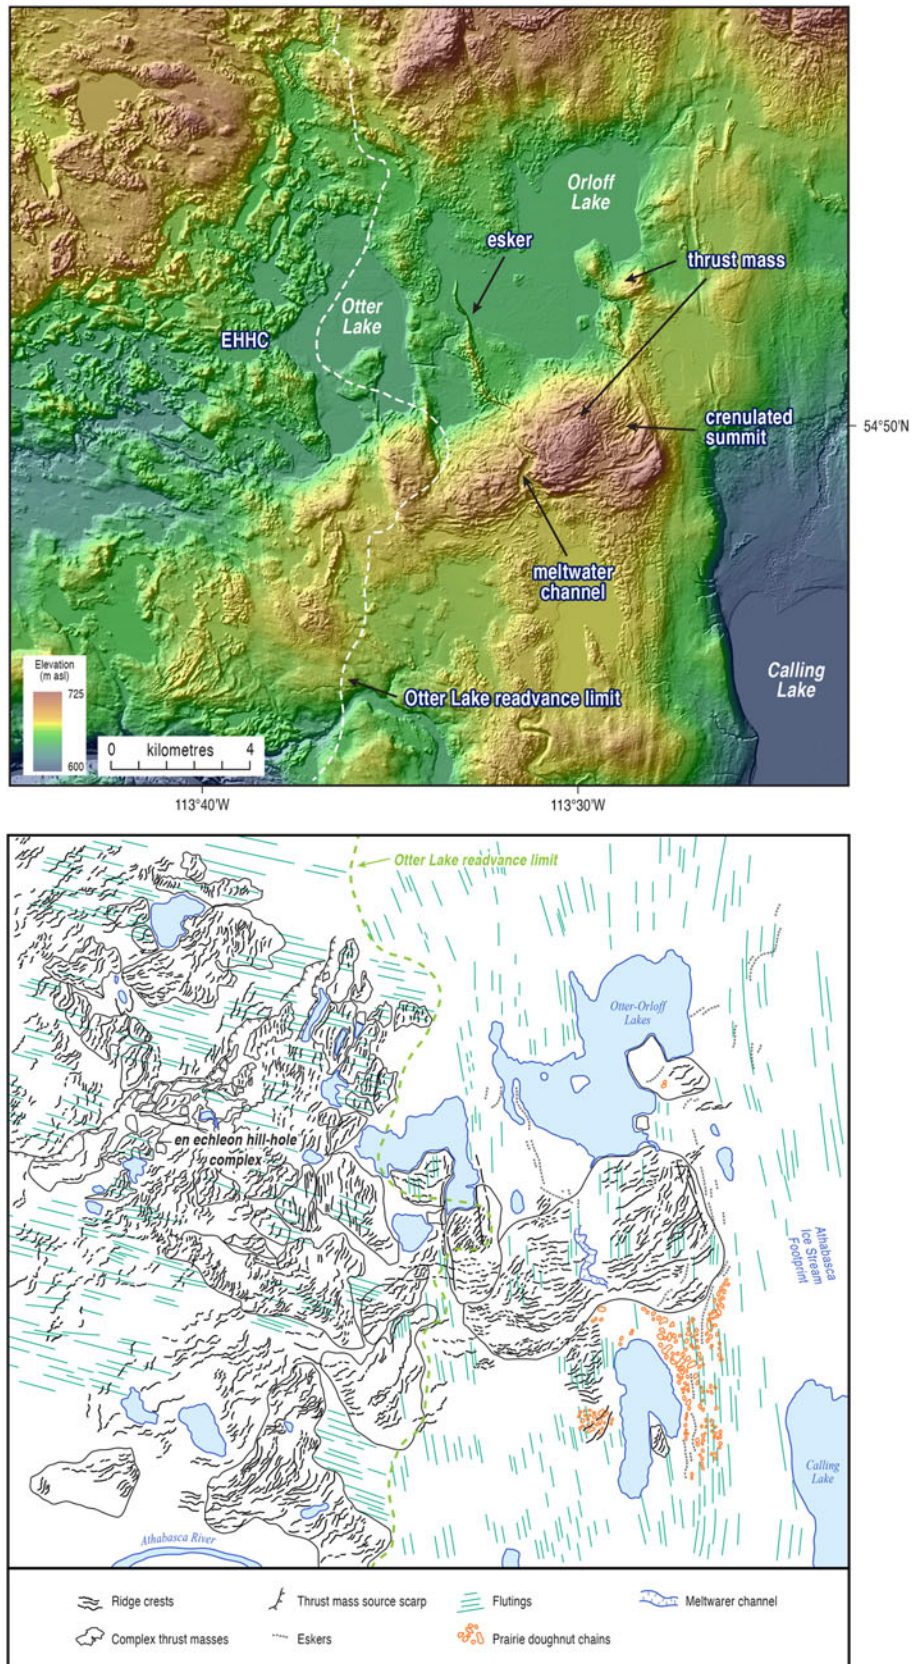 Orloff
Lake
esker
thrust mass
Otter
Lake
EHHC
crenulated
summit
54°50'N
meltwater
channel
Calling
Lake
Otter Lake readvance limit
Elevation
(m asl)
725
600
0 kilometres 4
113°40'W
113°30'W
Otter Lake readvance limit
Otter-Orloff
Lakes
en echleon hill-hole
complex
Athabasca
Ice Stream
Footprint
Calling
Lake
Athabasca River
Ridge crests
Thrust mass source scarp
Flutings
Meltwarer channel
Complex thrust masses
Eskers
Prairie doughnut chains